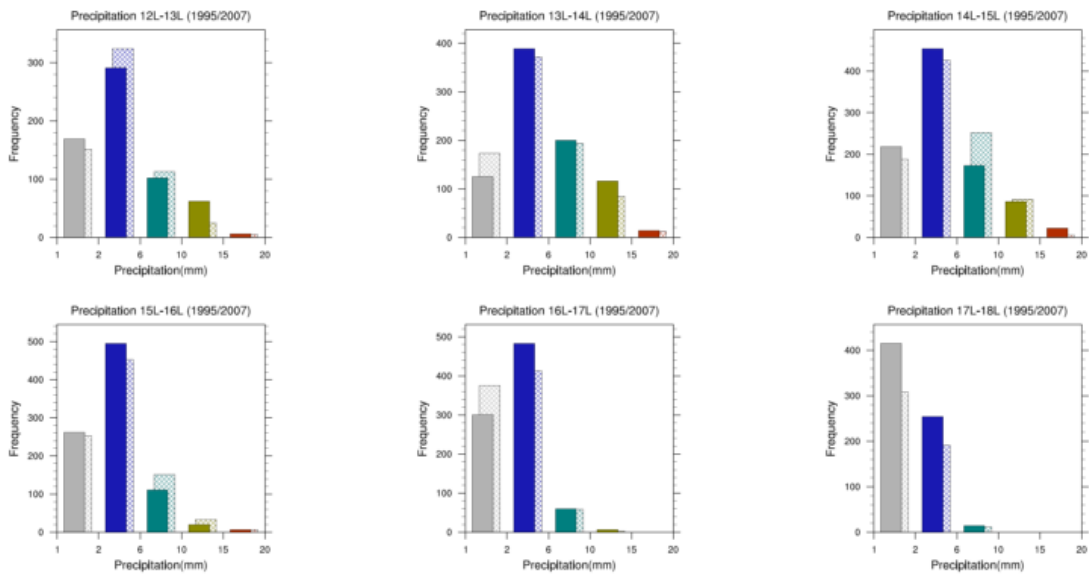 Precipitation 12L-13L (1995/2007)
Frequency
300
200
100
0
1 2 6 10 15 20
Precipitation(mm)
Precipitation 13L-14L (1995/2007)
Frequency
400
300
200
100
0
1 2 6 10 15 20
Precipitation(mm)
Precipitation 14L-15L (1995/2007)
Frequency
400
300
200
100
0
1 2 6 10 15 20
Precipitation(mm)
Precipitation 15L-16L (1995/2007)
Frequency
500
400
300
200
100
0
1 2 6 10 15 20
Precipitation(mm)
Precipitation 16L-17L (1995/2007)
Frequency
500
400
300
200
100
0
1 2 6 10 15 20
Precipitation(mm)
Precipitation 17L-18L (1995/2007)
Frequency
400
300
200
100
0
1 2 6 10 15 20
Precipitation(mm)